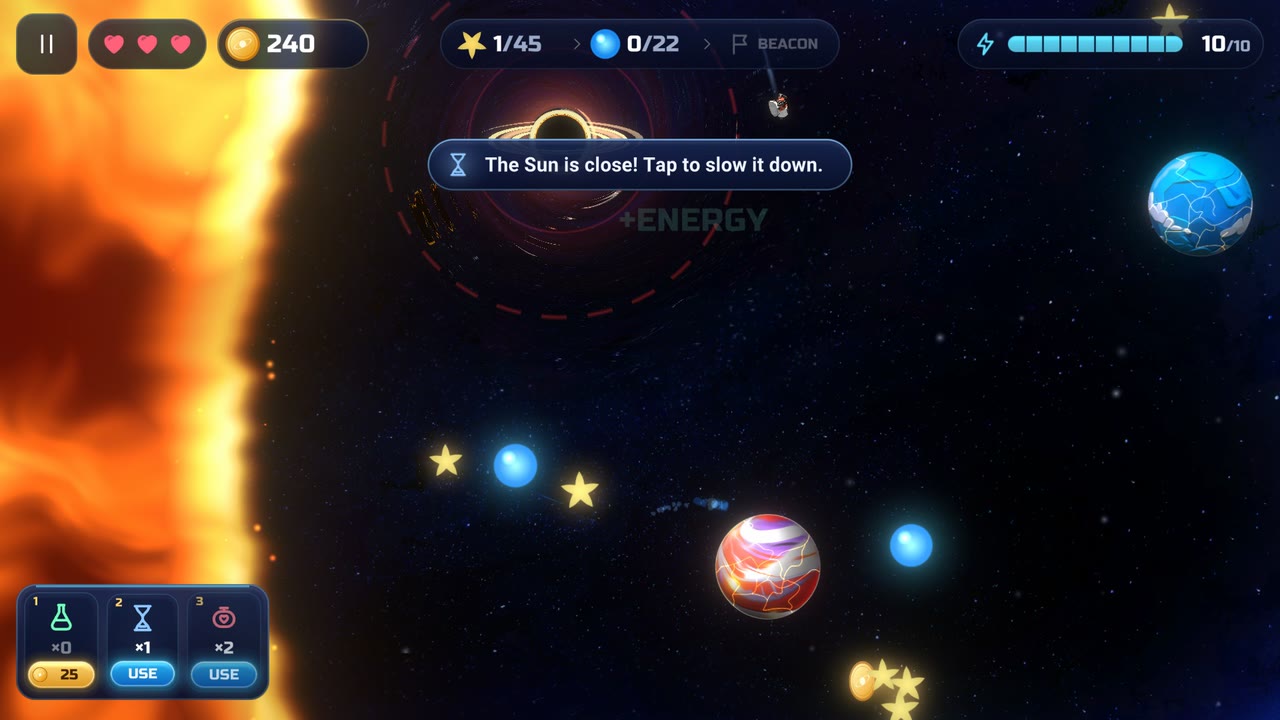 240
1/45
0/22
BEACON
10/10
The Sun is close! Tap to slow it down.
+ENERGY
1
2
3
×0
×1
×2
25
USE
USE